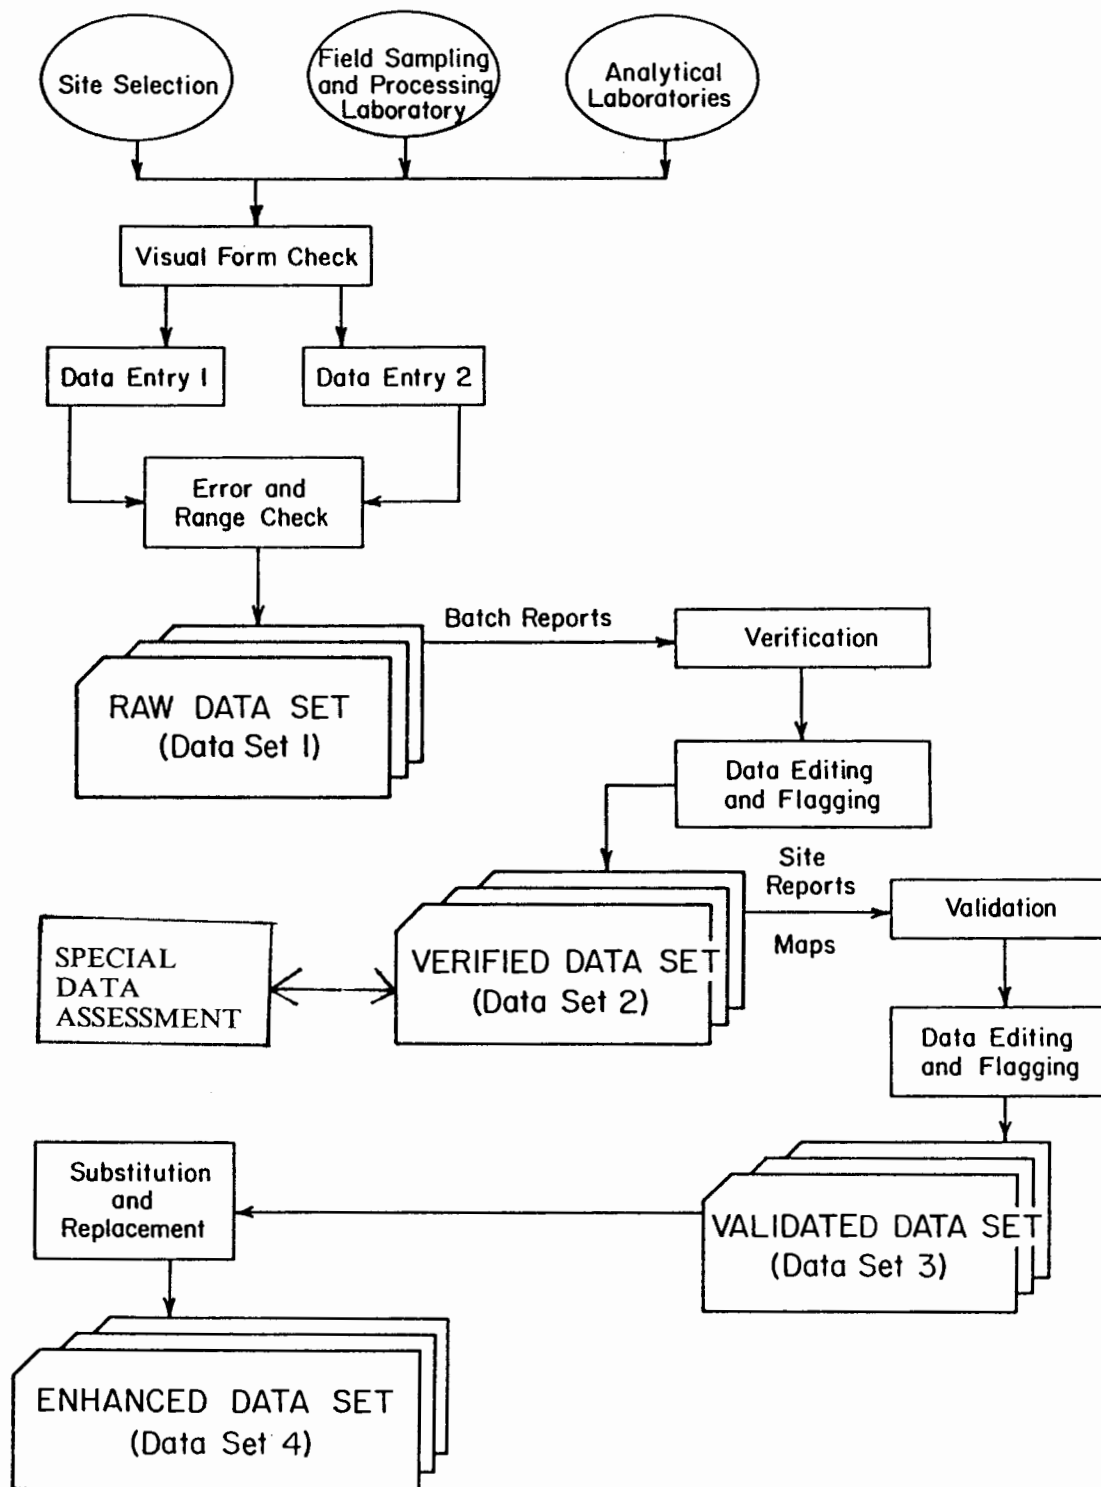 Site Selection
Field Sampling
and Processing
Laboratory
Analytical
Laboratories
Visual Form Check
Data Entry 1
Data Entry 2
Error and
Range Check
Batch Reports
Verification
RAW DATA SET
(Data Set 1)
Data Editing
and Flagging
Site
Reports
Maps
Validation
SPECIAL
DATA
ASSESSMENT
VERIFIED DATA SET
(Data Set 2)
Data Editing
and Flagging
Substitution
and
Replacement
VALIDATED DATA SET
(Data Set 3)
ENHANCED DATA SET
(Data Set 4)